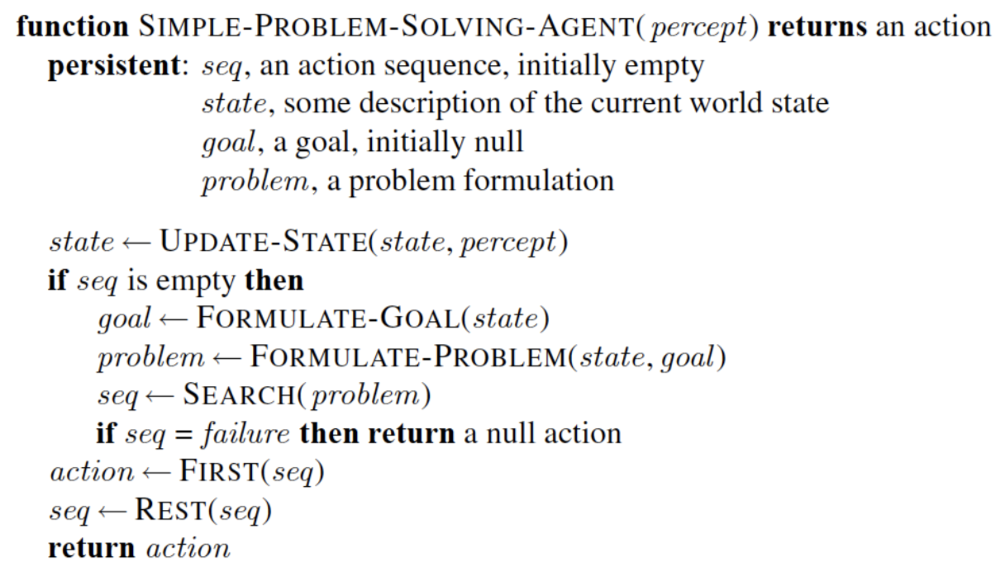 function SIMPLE-PROBLEM-SOLVING-AGENT(percept) returns an action
persistent: seq, an action sequence, initially empty
state, some description of the current world state
goal, a goal, initially null
problem, a problem formulation
state ← UPDATE-STATE(state, percept)
if seq is empty then
goal ← FORMULATE-GOAL(state)
problem ← FORMULATE-PROBLEM(state, goal)
seq ← SEARCH(problem)
if seq = failure then return a null action
action ← FIRST(seq)
seq ← REST(seq)
return action